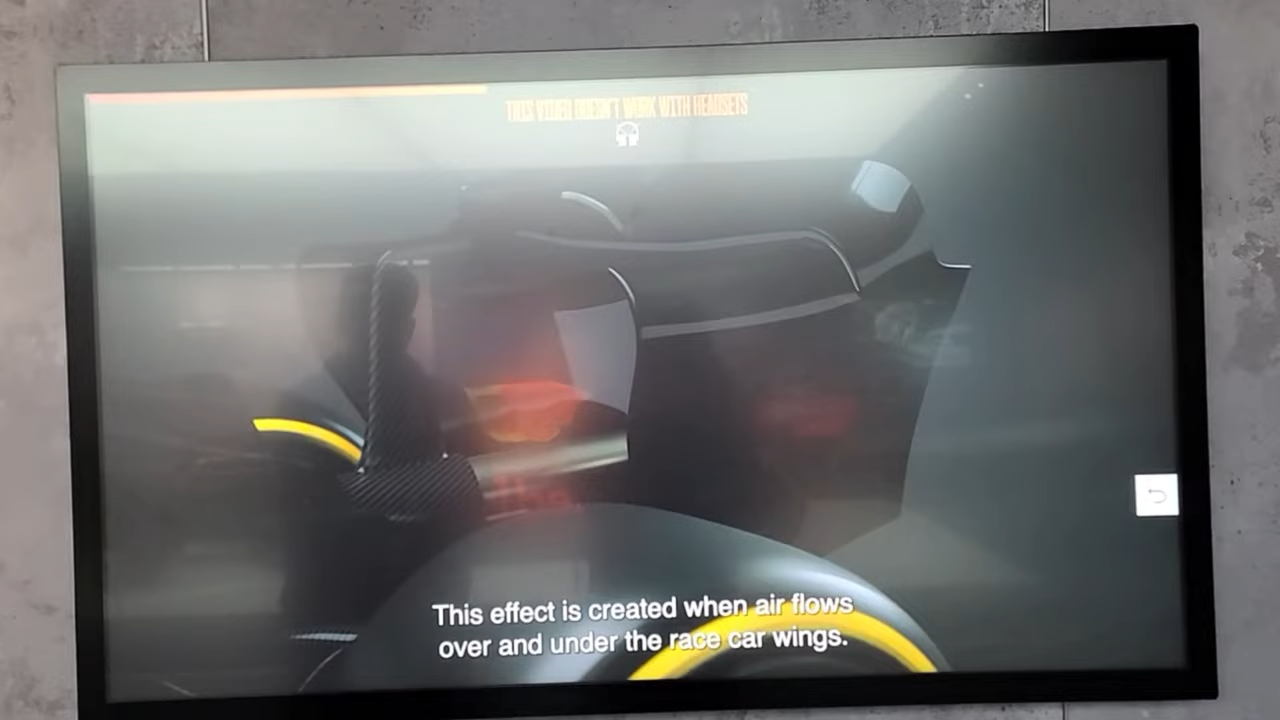 THIS VIDEO DOESN'T WORK WITH HEADSETS
This effect is created when air flows
over and under the race car wings.